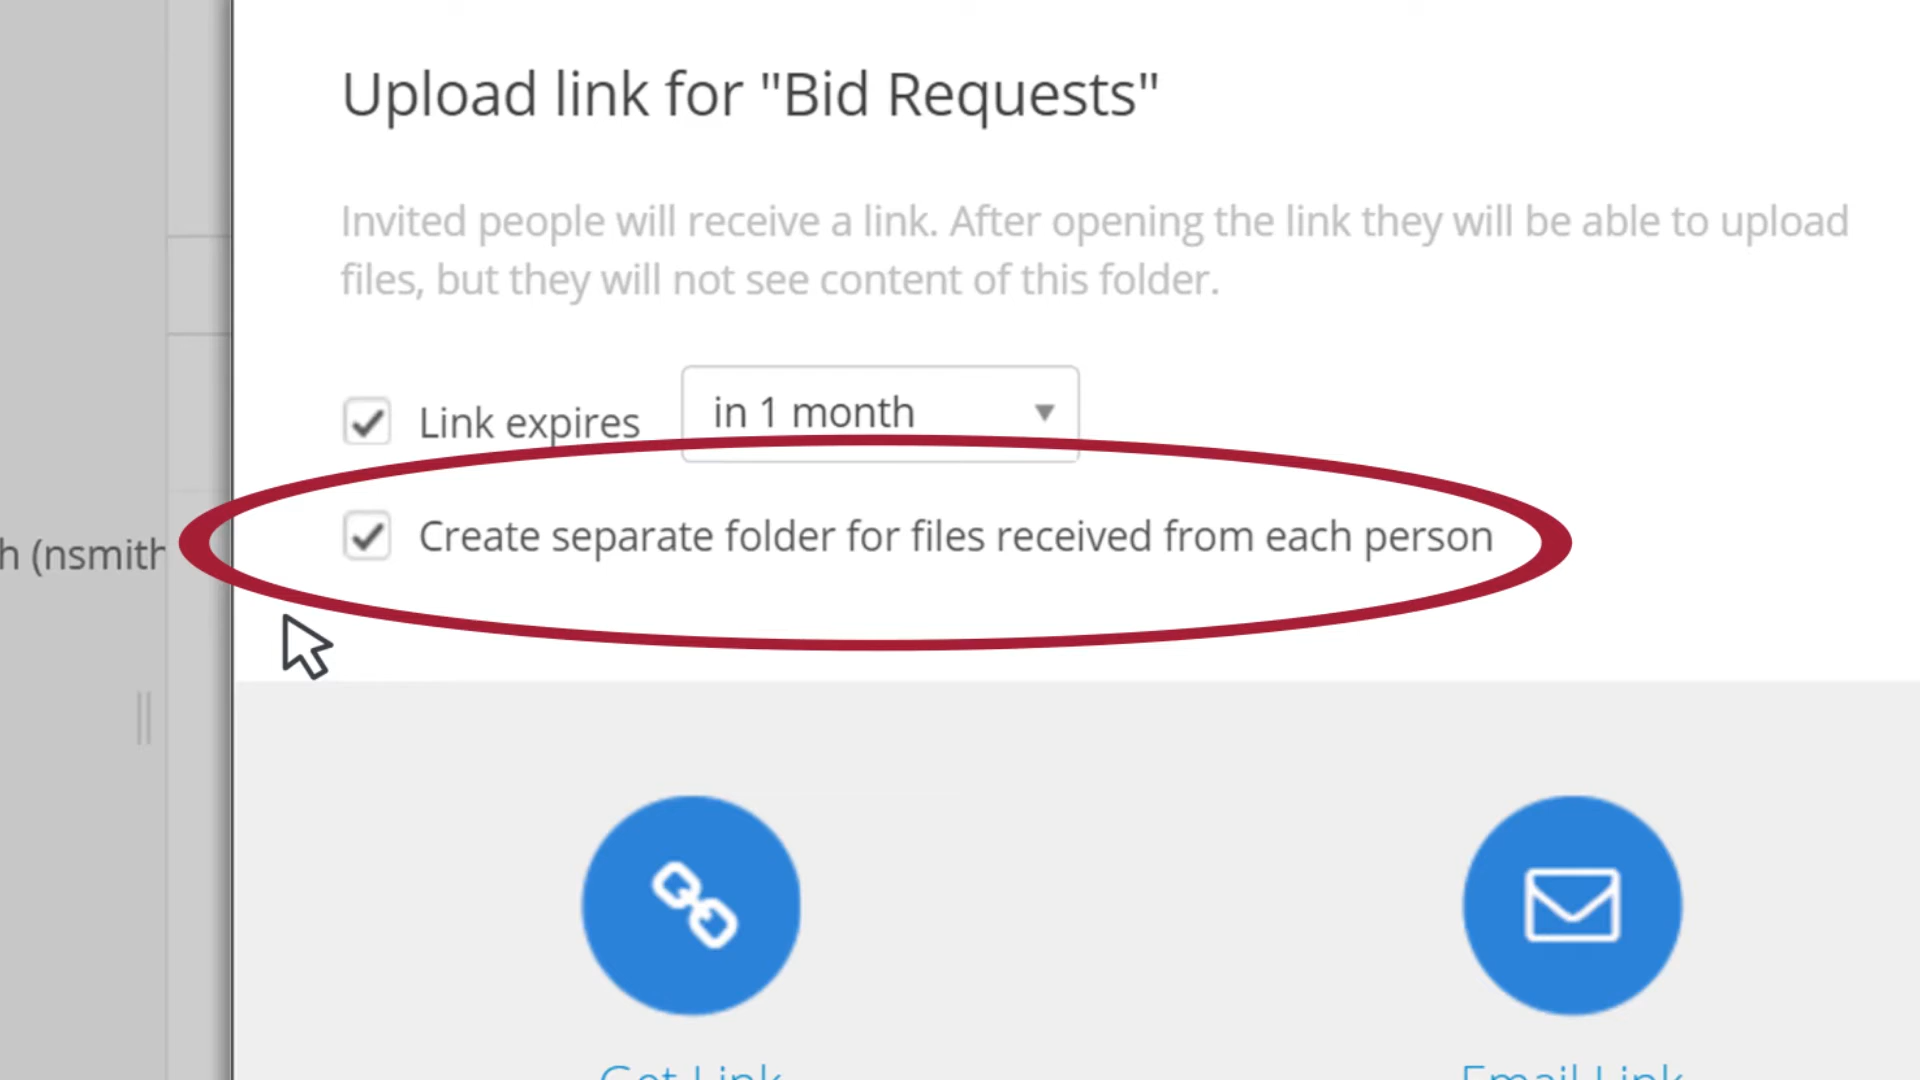 Upload link for "Bid Requests"
Invited people will receive a link. After opening the link they will be able to upload
files, but they will not see content of this folder.
Link expires in 1 month
Create separate folder for files received from each person
h (nsmith
Get Link Email Link